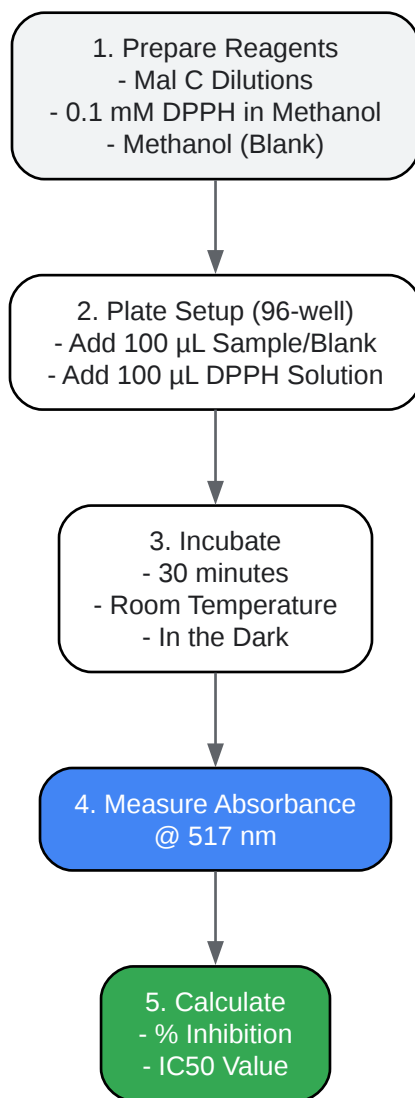 1. Prepare Reagents
- Mal C Dilutions
- 0.1 mM DPPH in Methanol
- Methanol (Blank)
2. Plate Setup (96-well)
- Add 100 µL Sample/Blank
- Add 100 µL DPPH Solution
3. Incubate
- 30 minutes
- Room Temperature
- In the Dark
4. Measure Absorbance
@ 517 nm
5. Calculate
- % Inhibition
- IC50 Value